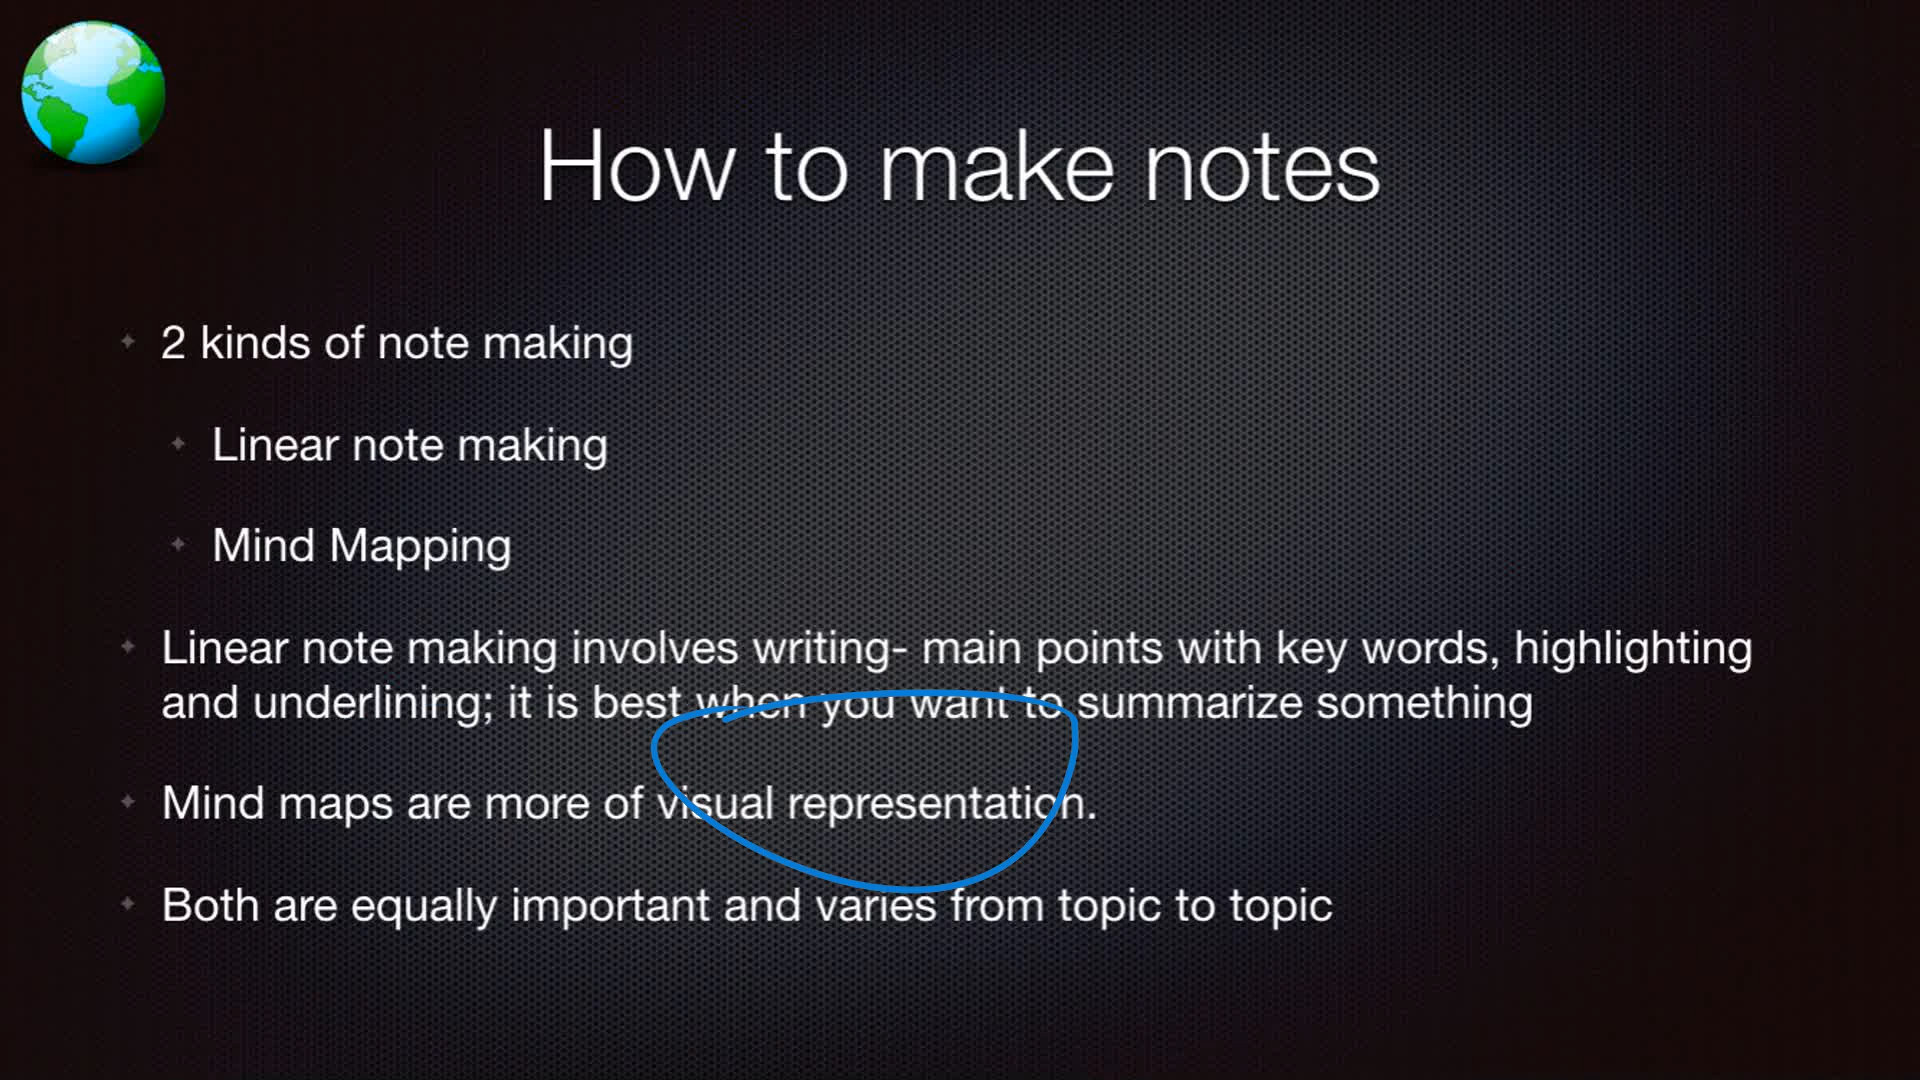 How to make notes
2 kinds of note making
Linear note making
Mind Mapping
Linear note making involves writing- main points with key words, highlighting
and underlining; it is best when you want to summarize something
Mind maps are more of visual representation.
Both are equally important and varies from topic to topic